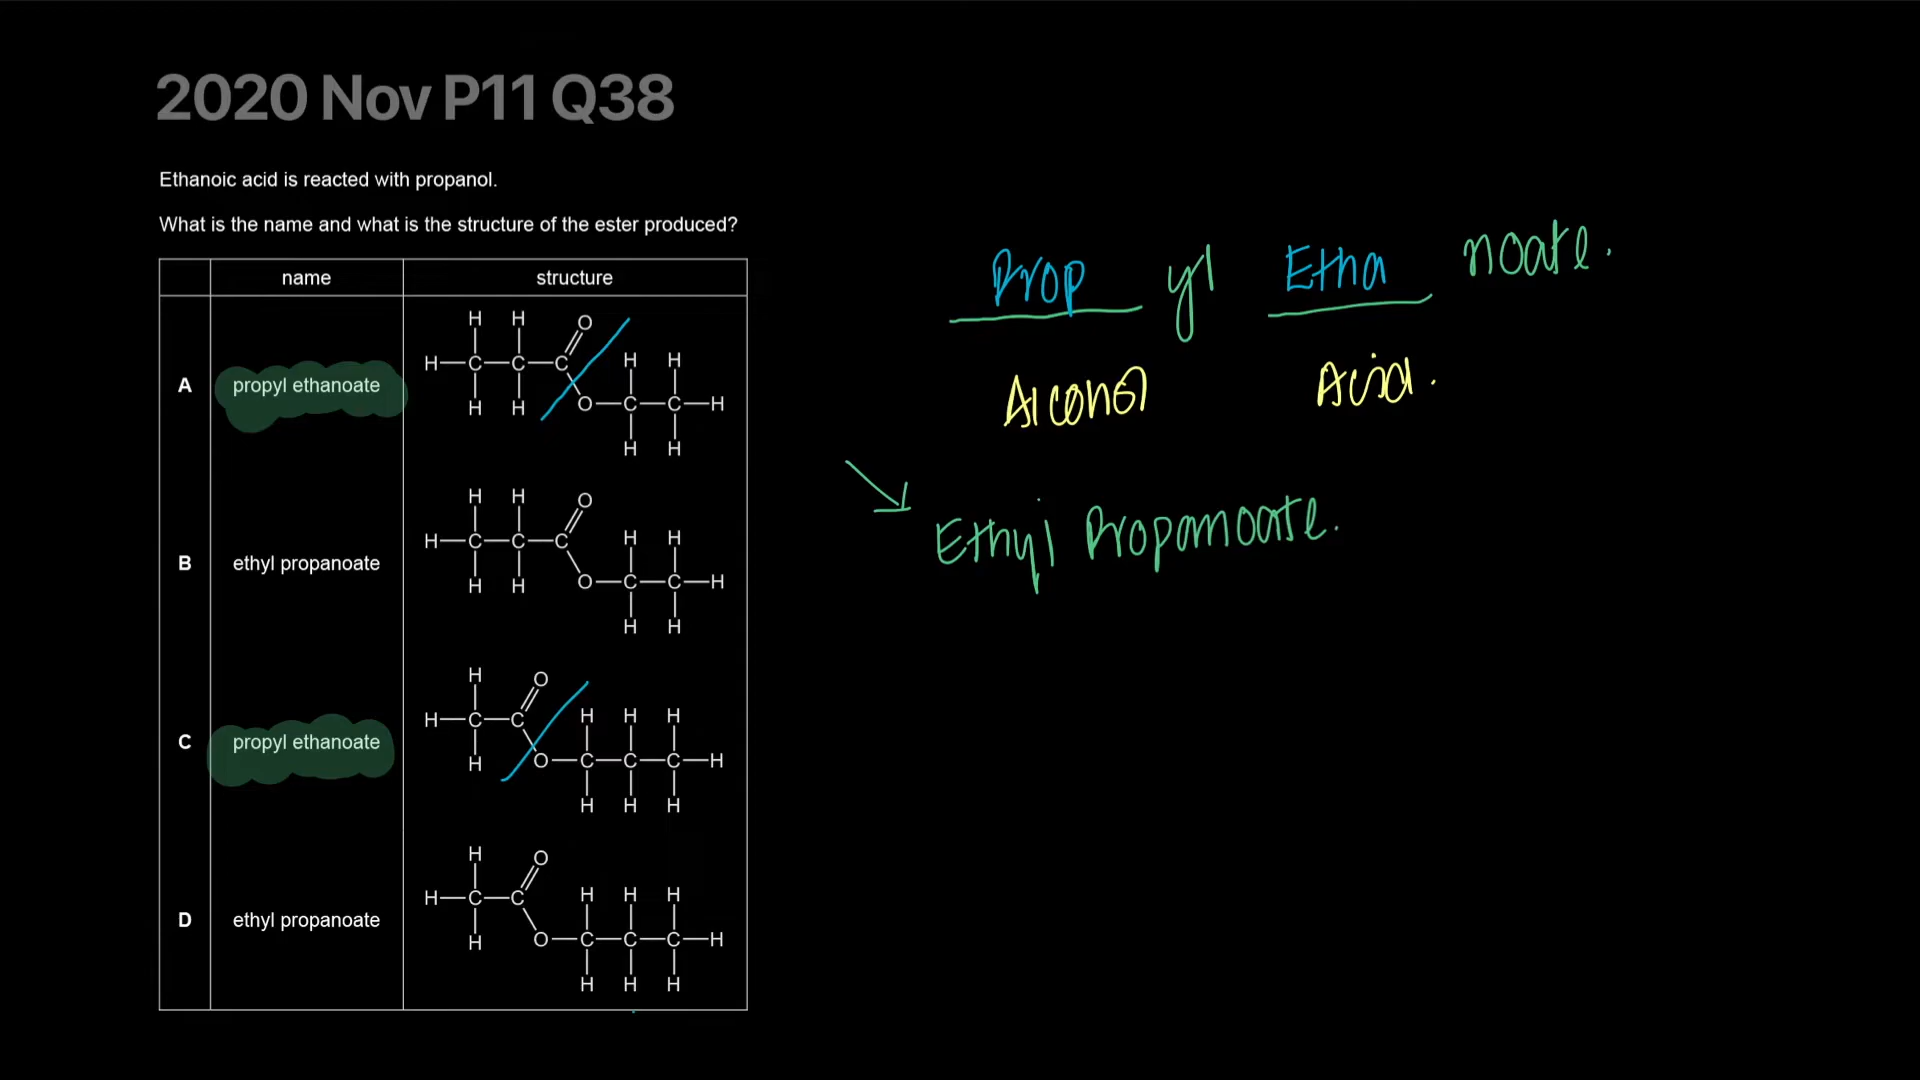 2020 Nov P11 Q38
Ethanoic acid is reacted with propanol.
What is the name and what is the structure of the ester produced?
name structure
A propyl ethanoate
H H O
H C C C H H
H H O C C H
H H
B ethyl propanoate
H H O
H C C C H H
H H O C C H
H H
C propyl ethanoate
H O
H C C H H H
H O C C C H
H H H
D ethyl propanoate
H O
H C C H H H
H O C C C H
H H H
Prop yl Etha noate.
Alcohol Acid.
Ethyl Propanoate.